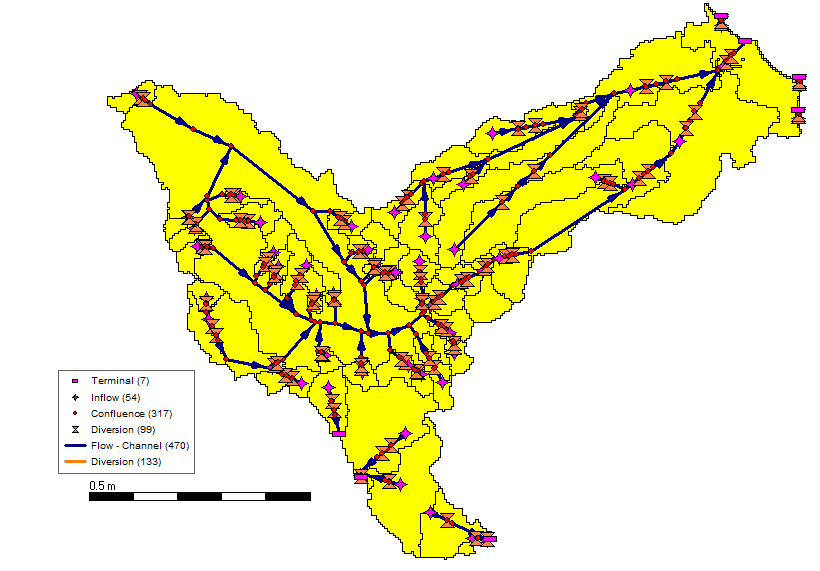 Terminal (7)
Inflow (54)
Confluence (317)
Diversion (99)
Flow - Channel (470)
Diversion (133)
0.5 m